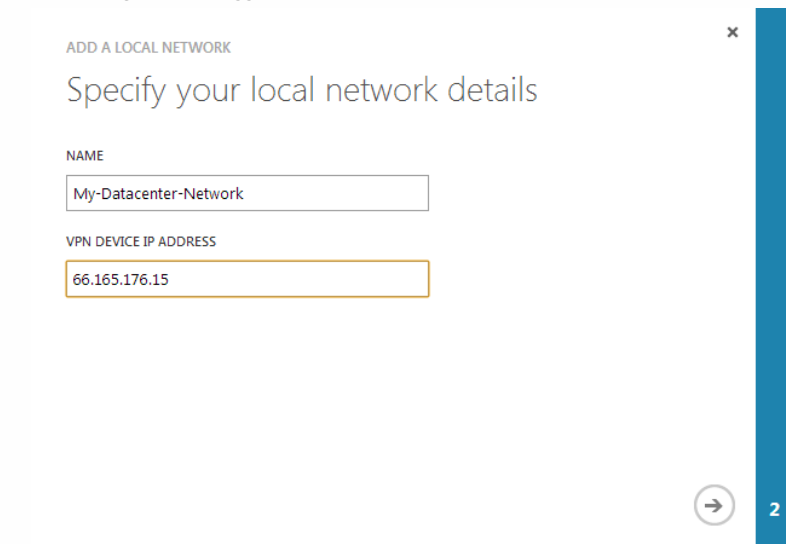 ADD A LOCAL NETWORK
Specify your local network details
NAME
My-Datacenter-Network
VPN DEVICE IP ADDRESS
66.165.176.15
2